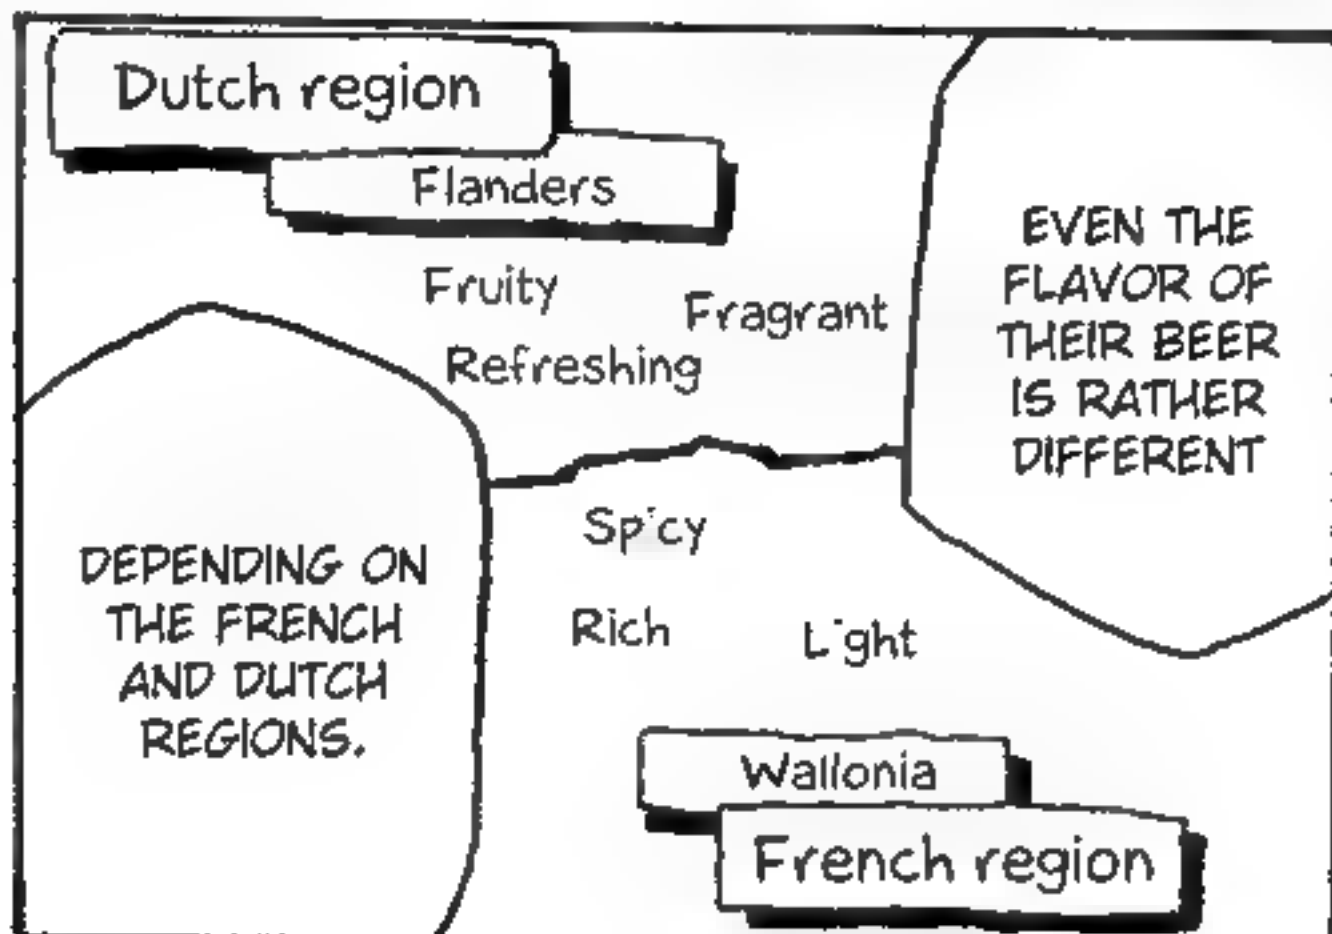 Dutch region
Flanders
EVEN THE
FLAVOR OF
THEIR BEER
IS RATHER
DIFFERENT
Fruity
Fragrant
Refreshing
Spicy
Rich
Light
DEPENDING ON
THE FRENCH
AND DUTCH
REGIONS.
Wallonia
French region